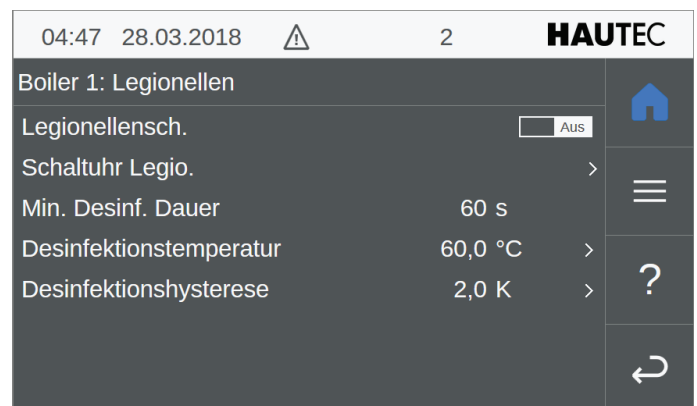 04:47 28.03.2018 2 HAUTEC
Boiler 1: Legionellen
Legionellensch. Aus
Schaltuhr Legio. >
Min. Desinf. Dauer 60 s
Desinfektionstemperatur 60,0 °C >
Desinfektionshysterese 2,0 K >
?